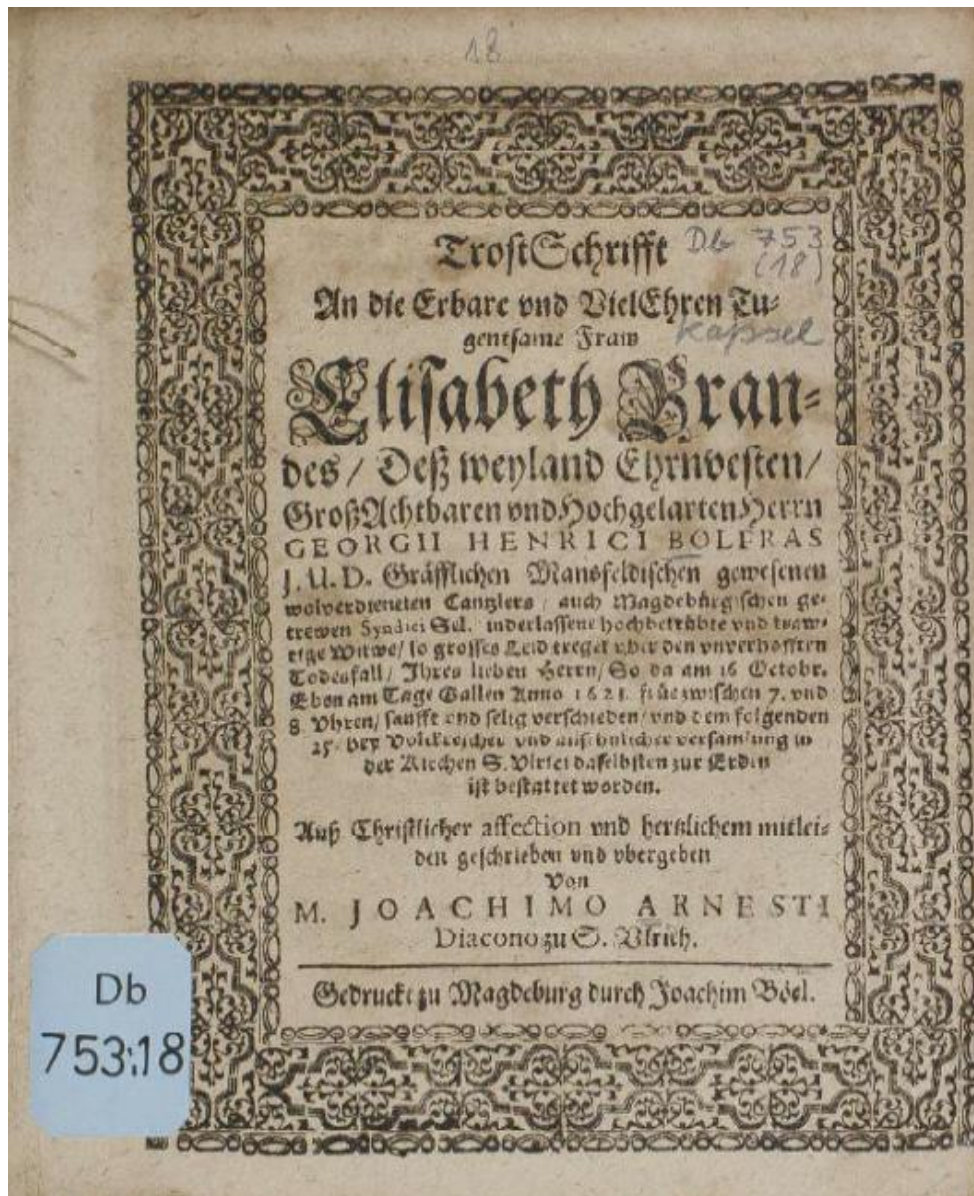 18
TrostSchrifft
Db 753
(18)
An die Erbare vnd VielEhren Tu=
gentsame Fraw
Kapsel
Elisabeth Bran=
des / Deß weyland Ehrnvesten /
GroßAchtbaren vnd Hochgelarten Herrn
GEORGII HENRICI BOLFRAS
J.U.D. Gräfflichen Mansfeldischen gewesenen
wolverdieneten Cantzlers / auch Magdebürgischen ge=
trewen Syndici Sel. hinderlassene hochbetrübte vnd traw=
rige Witwe / so grosses Leid treget vber den vnverhofften
Todesfall / Ihres lieben Herrn / So da am 16 Octobr.
Eben am Tage Gallen Anno 1621. früe zwischen 7. vnd
8 Vhren / sanfft vnd selig verschieden / vnd dem folgenden
25. bey Volckreicher vnd ansehnlicher versamlung in
der Kirchen S. Vlrici daselbsten zur Erden
ist bestattet worden.
Auß Christlicher affection vnd hertzlichem mitlei=
den geschrieben vnd vbergeben
Von
M. JOACHIMO ARNESTI
Diacono zu S. Vlrich.
Gedruckt zu Magdeburg durch Joachim Böel.
Db
753:18